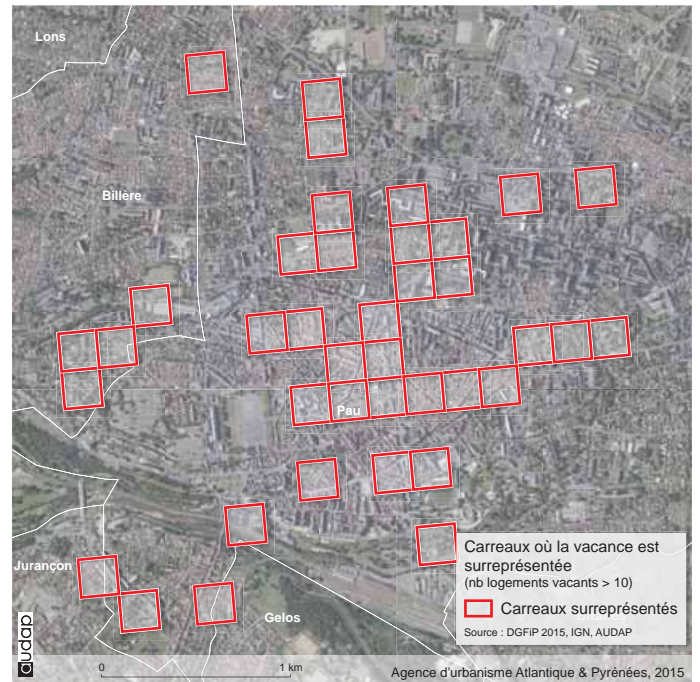 Lons
Billère
Pau
Jurançon
Gelos
Carreaux où la vacance est
surreprésentée
(nb logements vacants > 10)
Carreaux surreprésentés
Source : DGFiP 2015, IGN, AUDAP
audap
0 1 km
Agence d'urbanisme Atlantique & Pyrénées, 2015